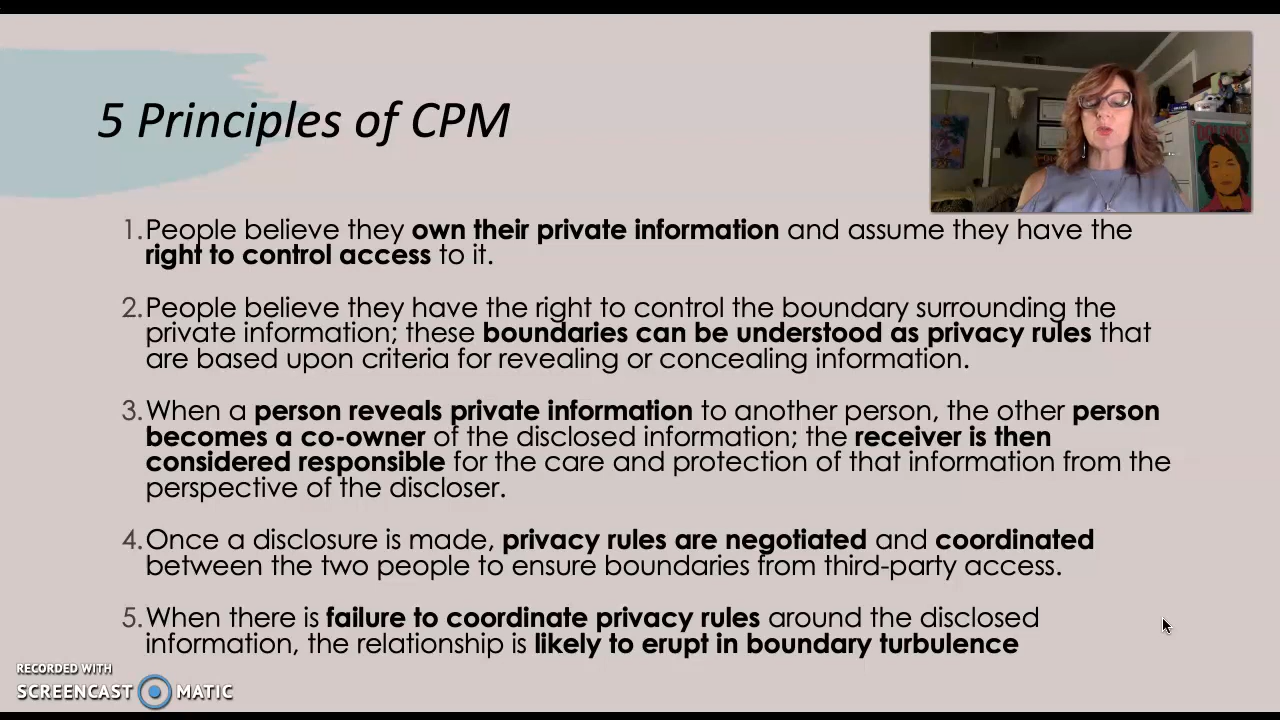 5 Principles of CPM
DOLORES
1. People believe they own their private information and assume they have the
right to control access to it.
2. People believe they have the right to control the boundary surrounding the
private information; these boundaries can be understood as privacy rules that
are based upon criteria for revealing or concealing information.
3. When a person reveals private information to another person, the other person
becomes a co-owner of the disclosed information; the receiver is then
considered responsible for the care and protection of that information from the
perspective of the discloser.
4. Once a disclosure is made, privacy rules are negotiated and coordinated
between the two people to ensure boundaries from third-party access.
5. When there is failure to coordinate privacy rules around the disclosed
information, the relationship is likely to erupt in boundary turbulence
RECORDED WITH
SCREENCAST MATIC